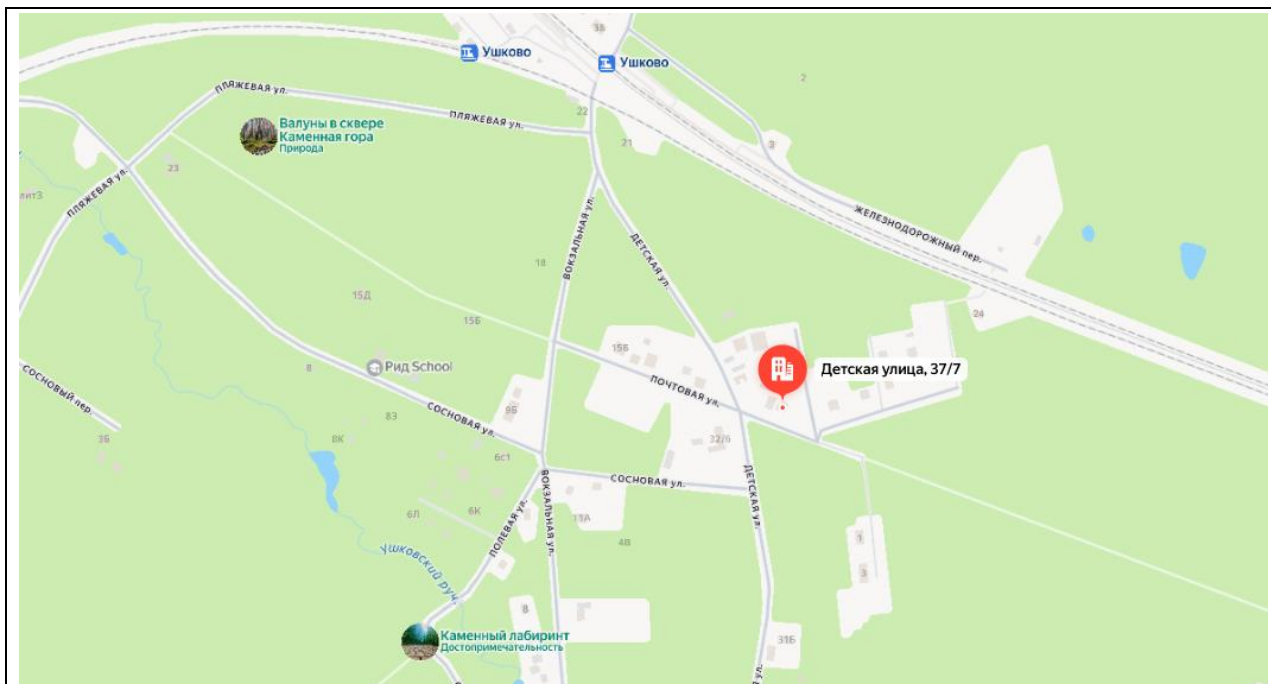 33
Ушково
Ушково
2
ПЛЯЖЕВАЯ ул.
22
Валуны в сквере
Каменная гора
Природа
ПЛЯЖЕВАЯ ул.
21
3
23
ПЛЯЖЕВАЯ ул.
ВОКЗАЛЬНАЯ ул.
ДЕТСКАЯ ул.
ЖЕЛЕЗНОДОРОЖНЫЙ пер.
18
15Д
15Б
24
15Б
8
Рид School
Детская улица, 37/7
ПОЧТОВАЯ ул.
СОСНОВЫЙ пер.
3Б
83
8К
СОСНОВАЯ ул.
9Б
32/6
6ст1
СОСНОВАЯ ул.
ДЕТСКАЯ ул.
ВОКЗАЛЬНАЯ ул.
ПОЛЕВАЯ ул.
6Л
6К
11А
4В
1
3
Ушковский руч.
8
Каменный лабиринт
Достопримечательность
31Б